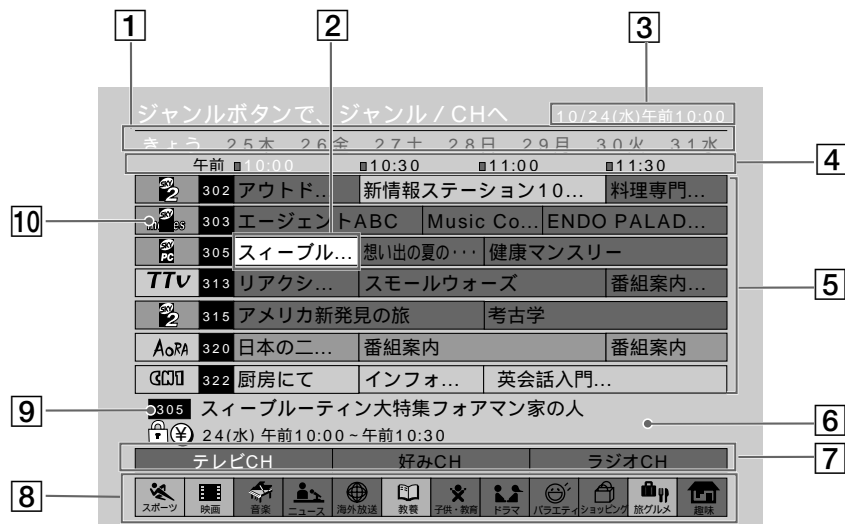 1
2
3
ジャンルボタンで、ジャンル / CHへ 10/24(水)午前10:00
きょう 25木 26金 27土 28日 29月 30火 31水
午前 10:00 10:30 11:00 11:30
4
SKY 2 302 アウトド... 新情報ステーション10... 料理専門...
10
SKY 303 エージェントABC Music Co... ENDO PALAD...
SKY PC 305 スィーブル... 想い出の夏の・・・ 健康マンスリー
TTV 313 リアクシ... スモールウォーズ 番組案内...
5
SKY 2 315 アメリカ新発見の旅 考古学
AORA 320 日本の二... 番組案内 番組案内
CNN 322 厨房にて インフォ... 英会話入門...
9
305 スィーブルーティン大特集フォアマン家の人
6
¥ 24(水) 午前10:00~午前10:30
テレビCH 好みCH ラジオCH
7
8
スポーツ 映画 音楽 ニュース 海外放送 教養 子供・教育 ドラマ バラエティ ショッピング 旅グルメ 趣味